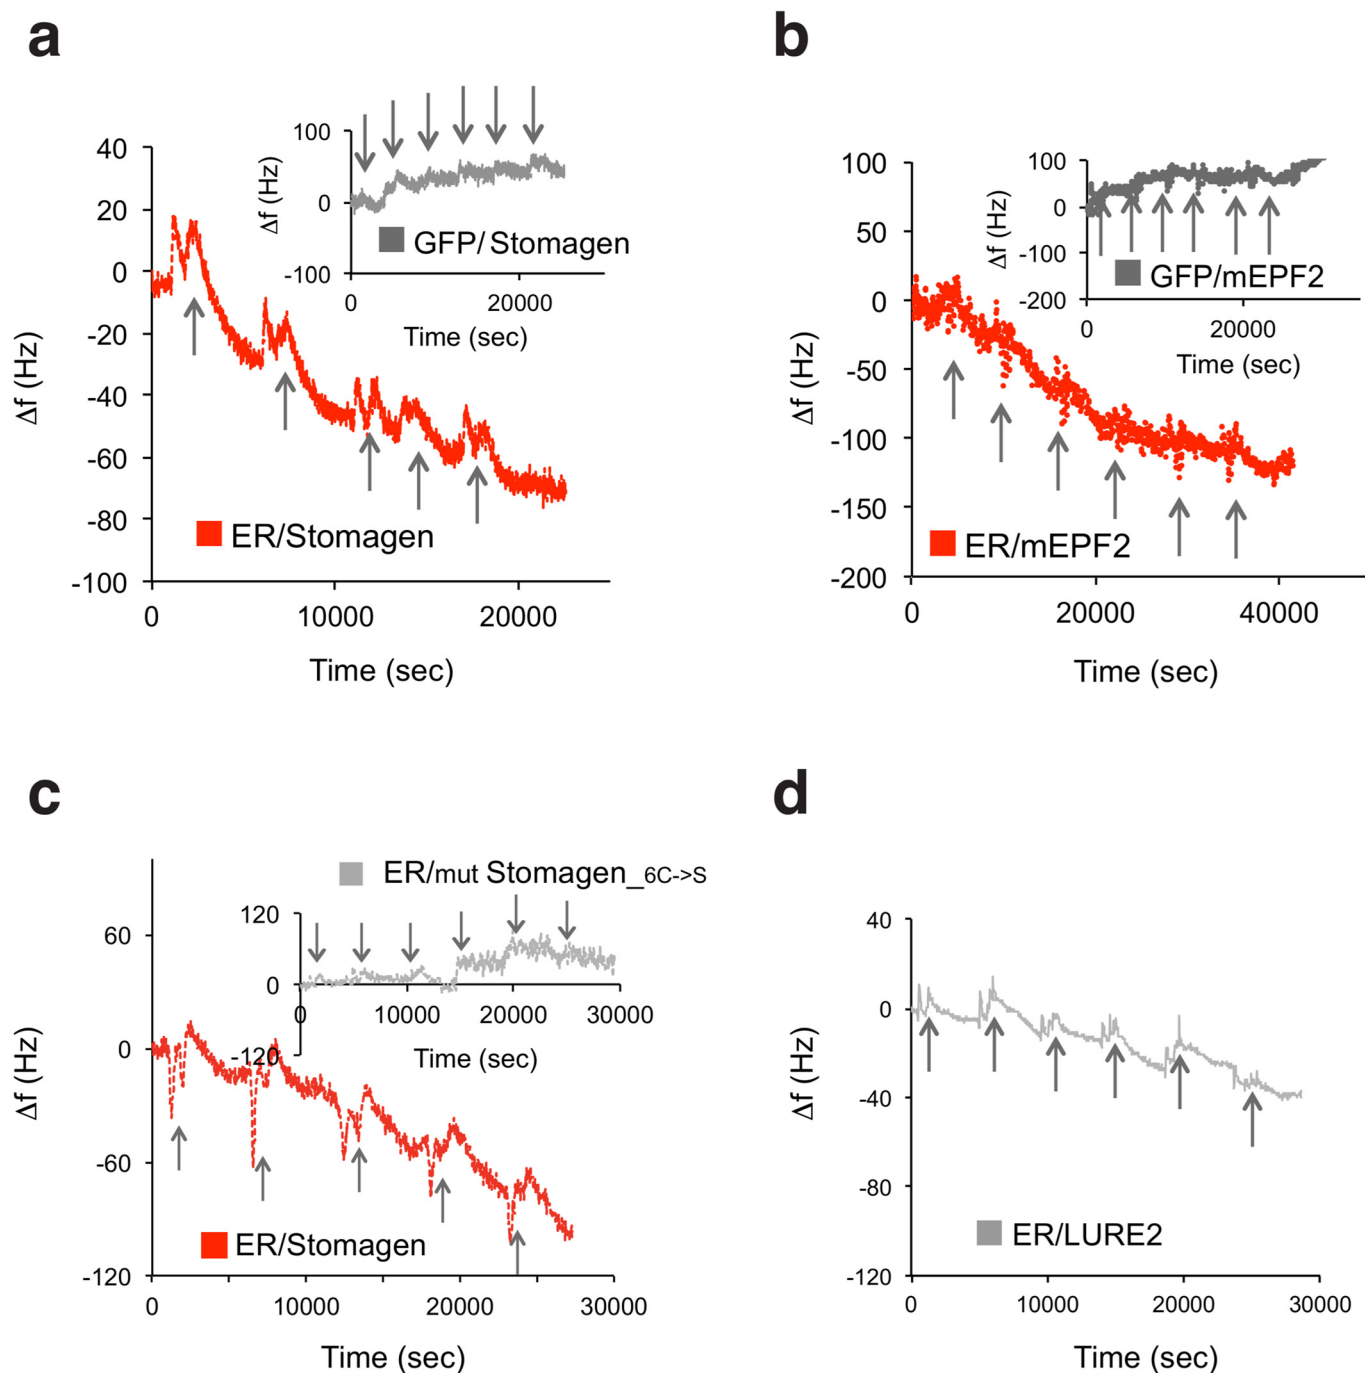 a
40
20
0
-20
-40
-60
-80
-100
Δf (Hz)
0
10000
20000
Time (sec)
ER/Stomagen
100
0
-100
Δf (Hz)
0
20000
Time (sec)
GFP/ Stomagen
b
100
50
0
-50
-100
-150
-200
Δf (Hz)
0
20000
40000
Time (sec)
ER/mEPF2
100
0
-100
-200
Δf (Hz)
0
20000
Time (sec)
GFP/mEPF2
c
60
0
-60
-120
Δf (Hz)
0
10000
20000
30000
Time (sec)
ER/Stomagen
ER/mut Stomagen_6C->S
120
0
-120
0
10000
20000
30000
Time (sec)
d
40
0
-40
-80
-120
Δf (Hz)
0
10000
20000
30000
Time (sec)
ER/LURE2